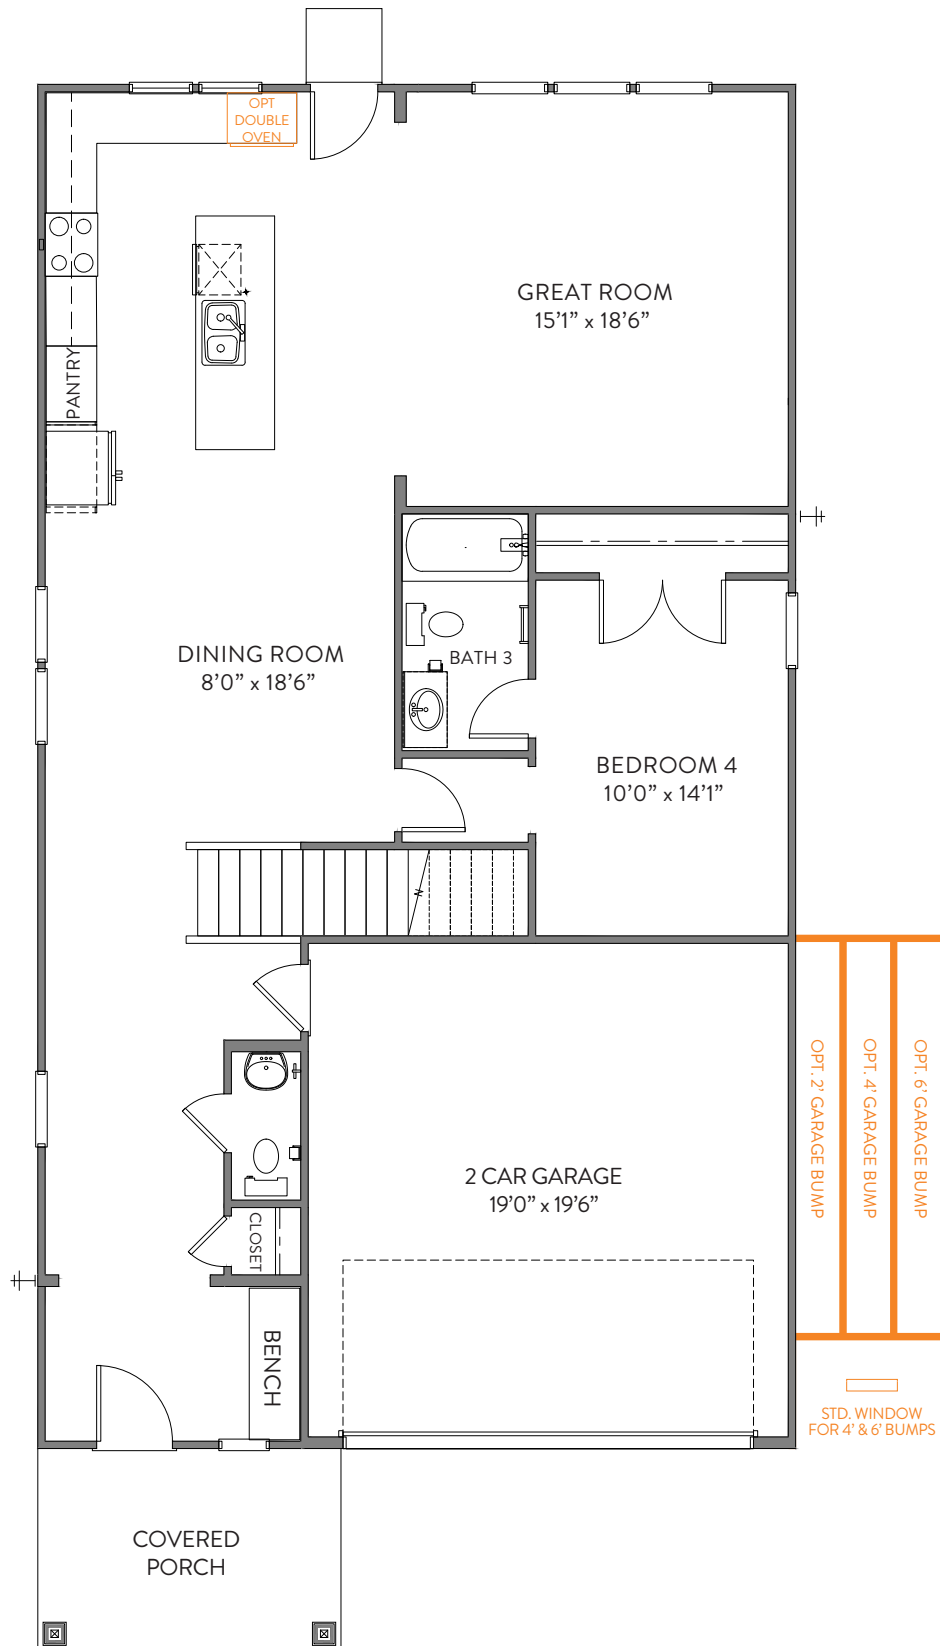 OPT
DOUBLE
OVEN
GREAT ROOM
15’1” x 18’6”
PANTRY
DINING ROOM
8’0” x 18’6”
BATH 3
BEDROOM 4
10’0” x 14’1”
OPT. 2’ GARAGE BUMP
OPT. 4’ GARAGE BUMP
OPT. 6’ GARAGE BUMP
2 CAR GARAGE
19’0” x 19’6”
CLOSET
BENCH
STD. WINDOW
FOR 4’ & 6’ BUMPS
COVERED
PORCH